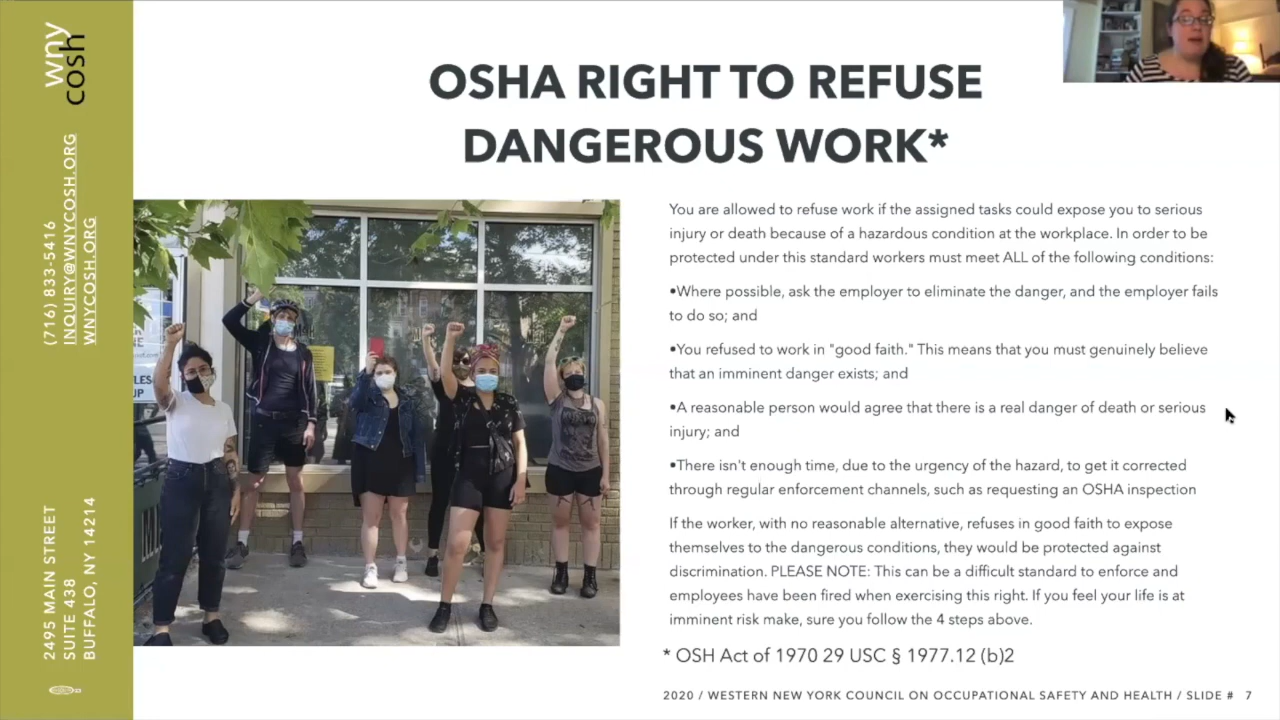 wny
cosh
(716) 833-5416
INQUIRY@WNYCOSH.ORG
WNYCOSH.ORG
2495 MAIN STREET
SUITE 438
BUFFALO, NY 14214
OSHA RIGHT TO REFUSE
DANGEROUS WORK*
You are allowed to refuse work if the assigned tasks could expose you to serious
injury or death because of a hazardous condition at the workplace. In order to be
protected under this standard workers must meet ALL of the following conditions:
•Where possible, ask the employer to eliminate the danger, and the employer fails
to do so; and
•You refused to work in "good faith." This means that you must genuinely believe
that an imminent danger exists; and
•A reasonable person would agree that there is a real danger of death or serious
injury; and
•There isn't enough time, due to the urgency of the hazard, to get it corrected
through regular enforcement channels, such as requesting an OSHA inspection
If the worker, with no reasonable alternative, refuses in good faith to expose
themselves to the dangerous conditions, they would be protected against
discrimination. PLEASE NOTE: This can be a difficult standard to enforce and
employees have been fired when exercising this right. If you feel your life is at
imminent risk make, sure you follow the 4 steps above.
* OSH Act of 1970 29 USC § 1977.12 (b)2
2020 / WESTERN NEW YORK COUNCIL ON OCCUPATIONAL SAFETY AND HEALTH / SLIDE # 7